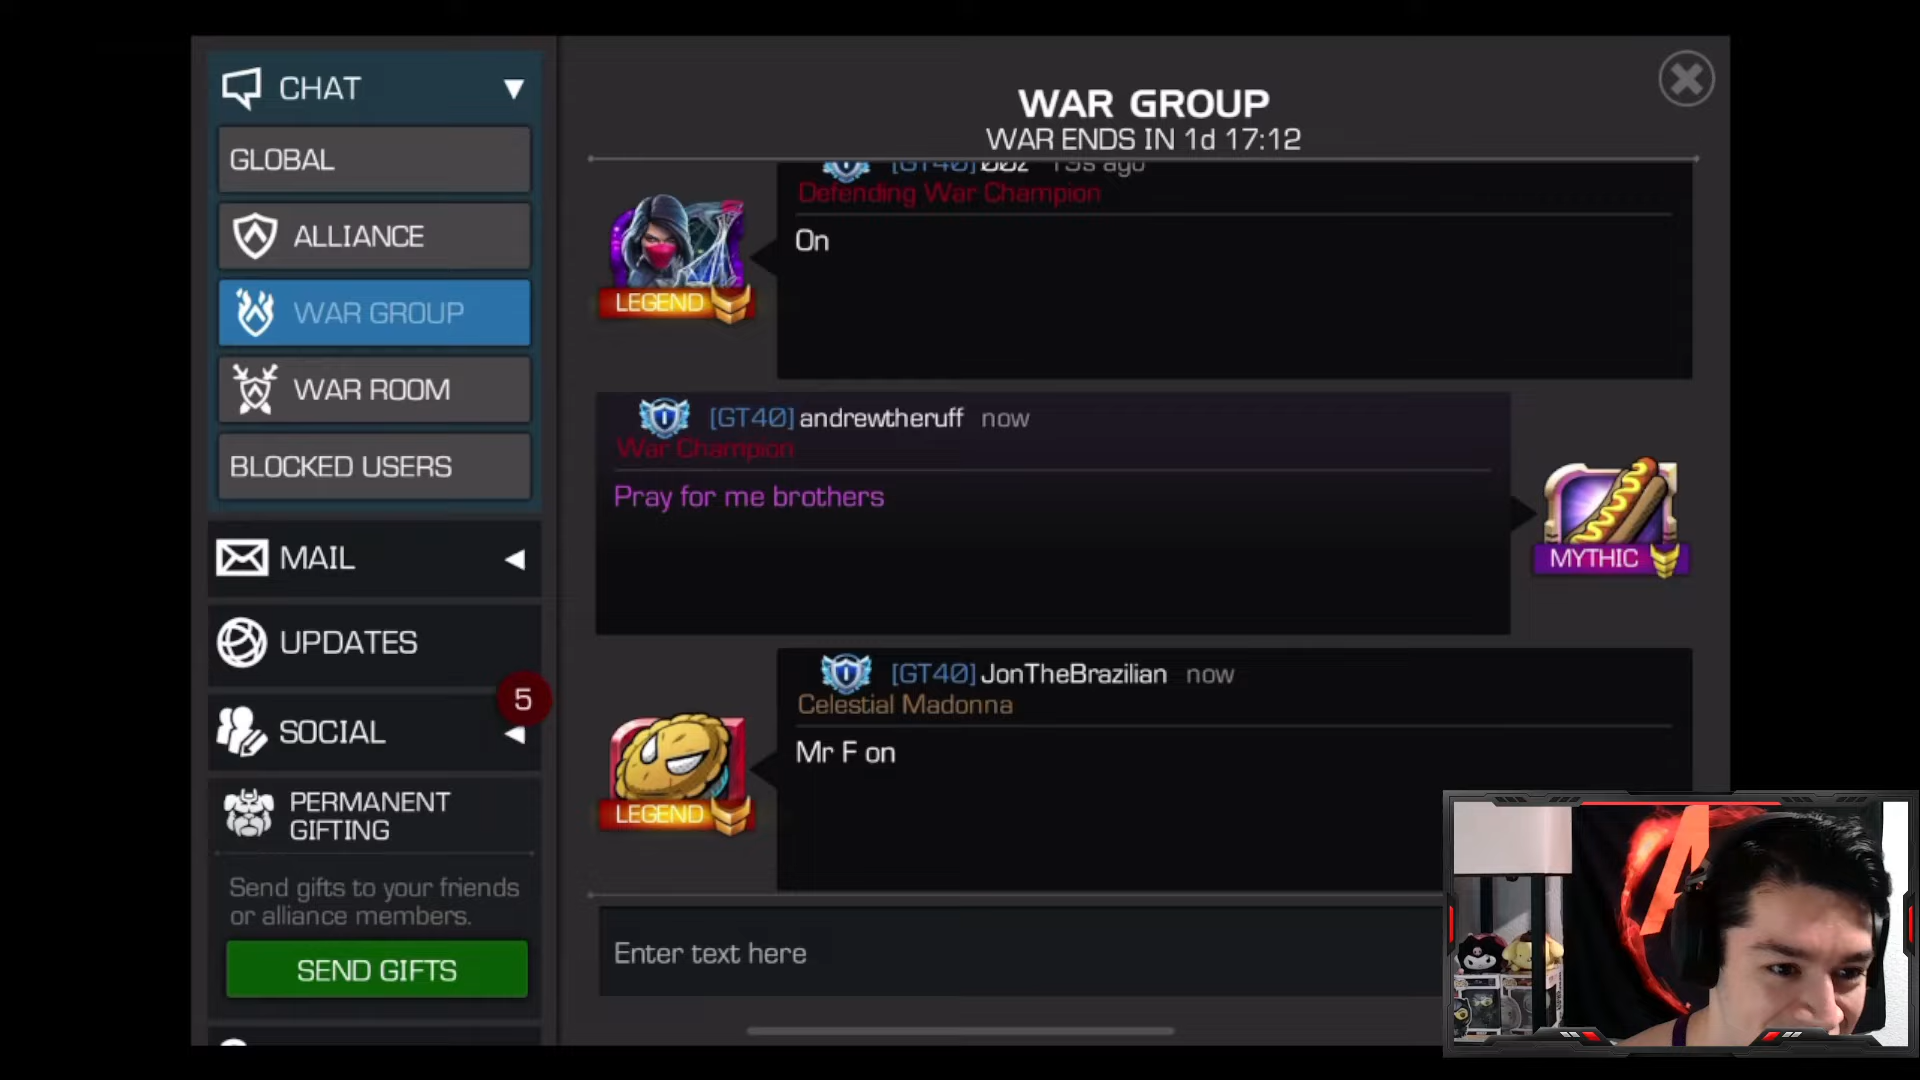 CHAT
GLOBAL
ALLIANCE
WAR GROUP
WAR ROOM
BLOCKED USERS
MAIL
UPDATES
5
SOCIAL
PERMANENT
GIFTING
Send gifts to your friends
or alliance members.
SEND GIFTS
WAR GROUP
WAR ENDS IN 1d 17:12
[GT40] ago
Defending War Champion
On
LEGEND
[GT40] andrewtheruff now
War Champion
Pray for me brothers
MYTHIC
[GT40] JonTheBrazilian now
Celestial Madonna
Mr F on
LEGEND
Enter text here